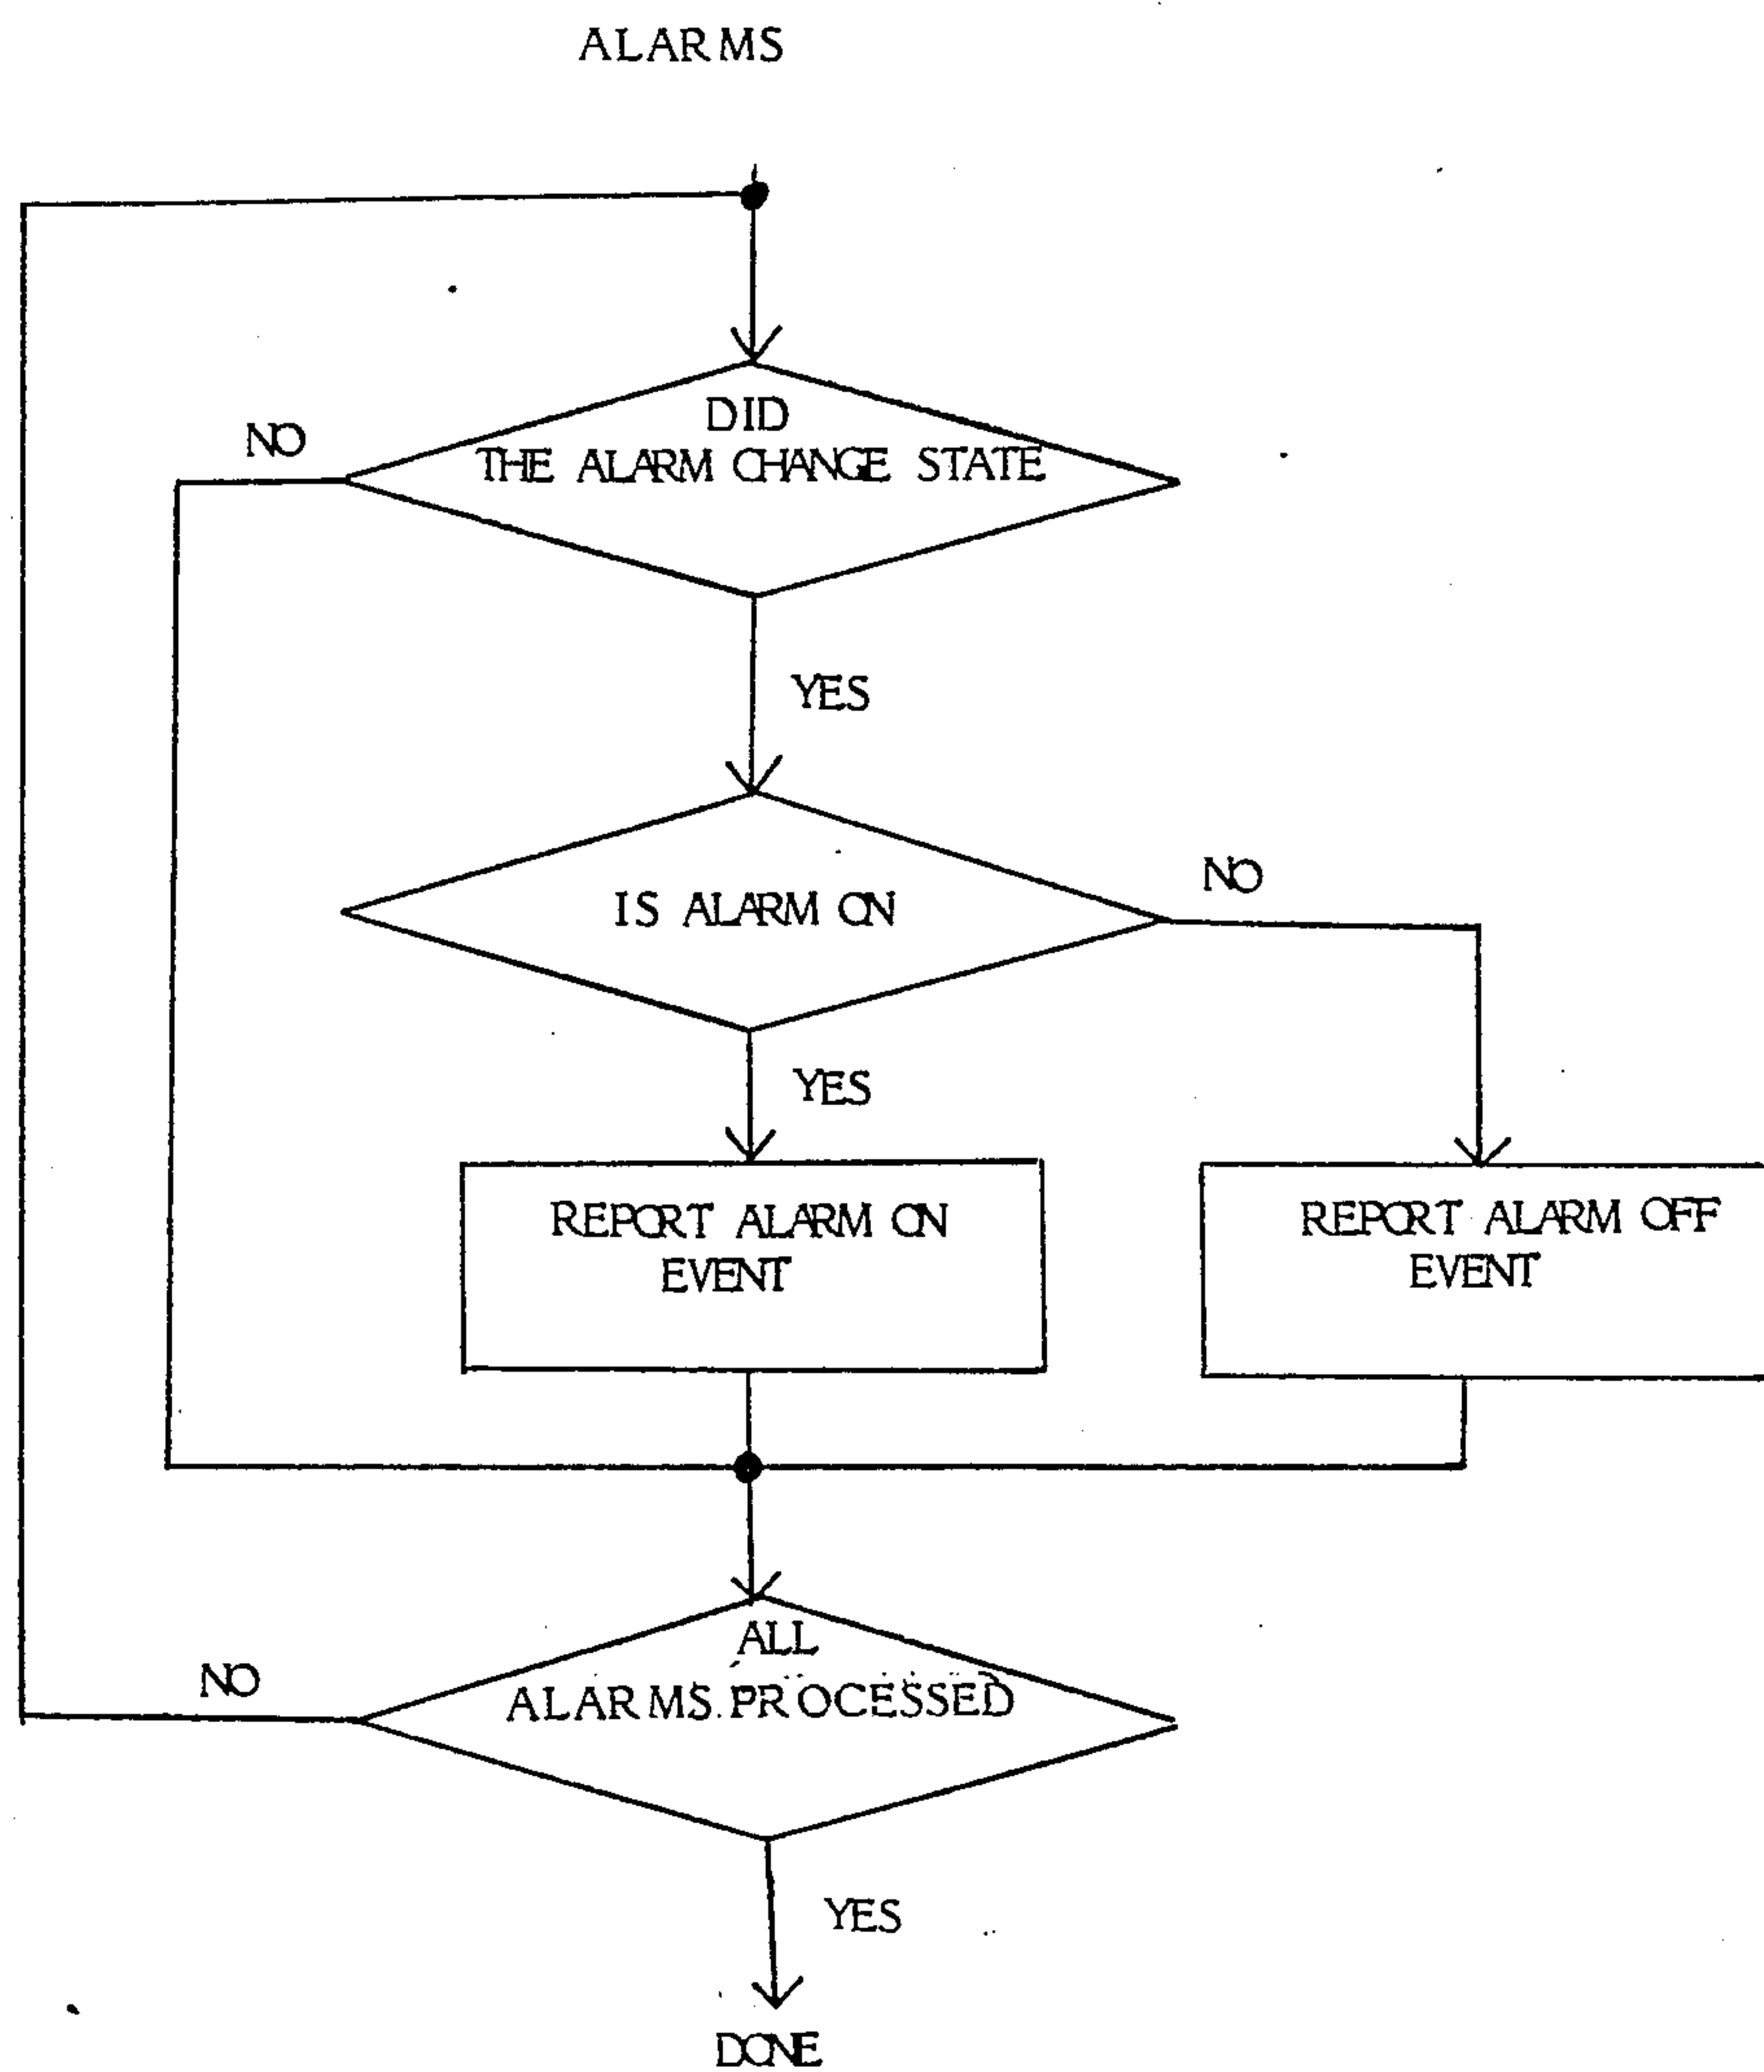 ALARMS
DID
THE ALARM CHANGE STATE
NO
YES
IS ALARM ON
NO
YES
REPORT ALARM ON
EVENT
REPORT ALARM OFF
EVENT
ALL
ALARMS PROCESSED
NO
YES
DONE